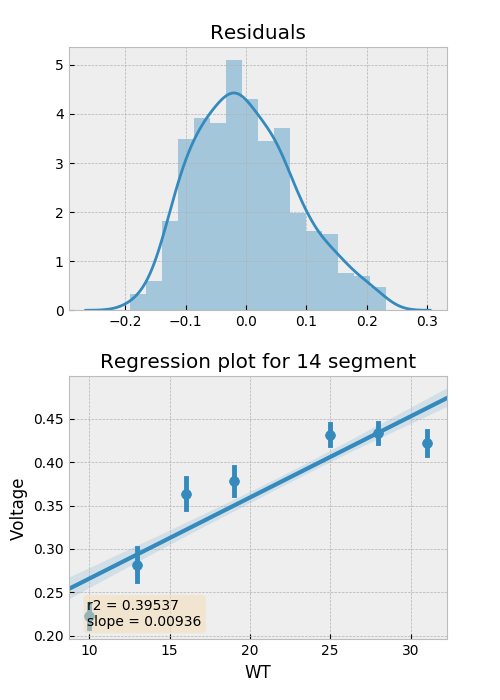 Residuals
5
4
3
2
1
0
−0.2 −0.1 0.0 0.1 0.2 0.3
Regression plot for 14 segment
Voltage
0.45
0.40
0.35
0.30
0.25
0.20
r2 = 0.39537
slope = 0.00936
10 15 20 25 30
WT